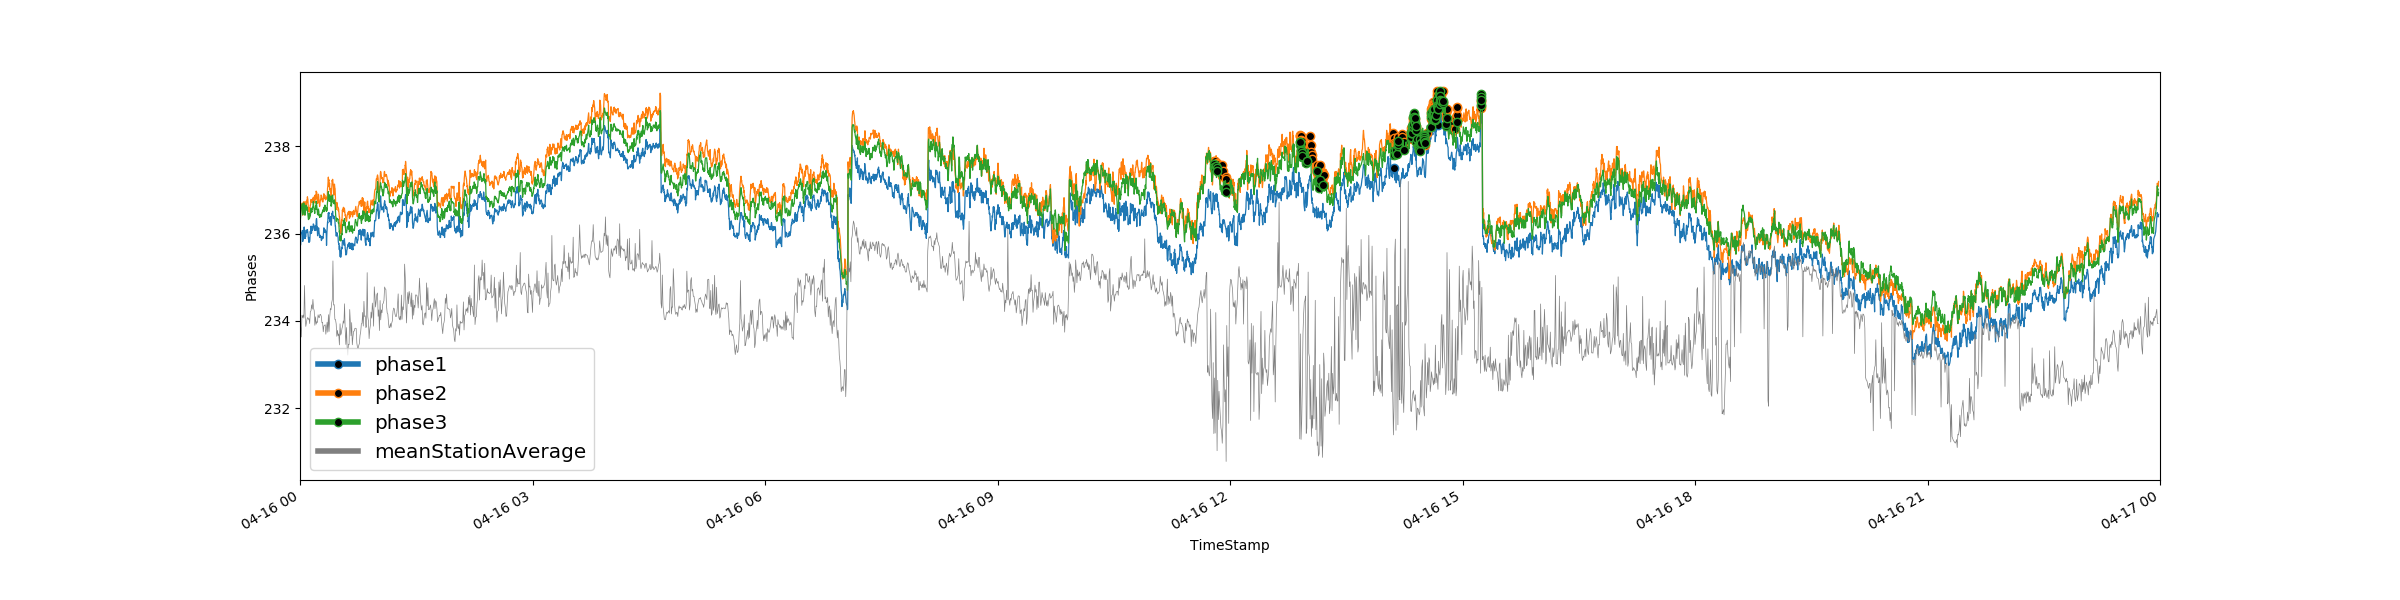 238
236
234
232
Phases
phase1
phase2
phase3
meanStationAverage
04-16 00
04-16 03
04-16 06
04-16 09
04-16 12
04-16 15
04-16 18
04-16 21
04-17 00
TimeStamp